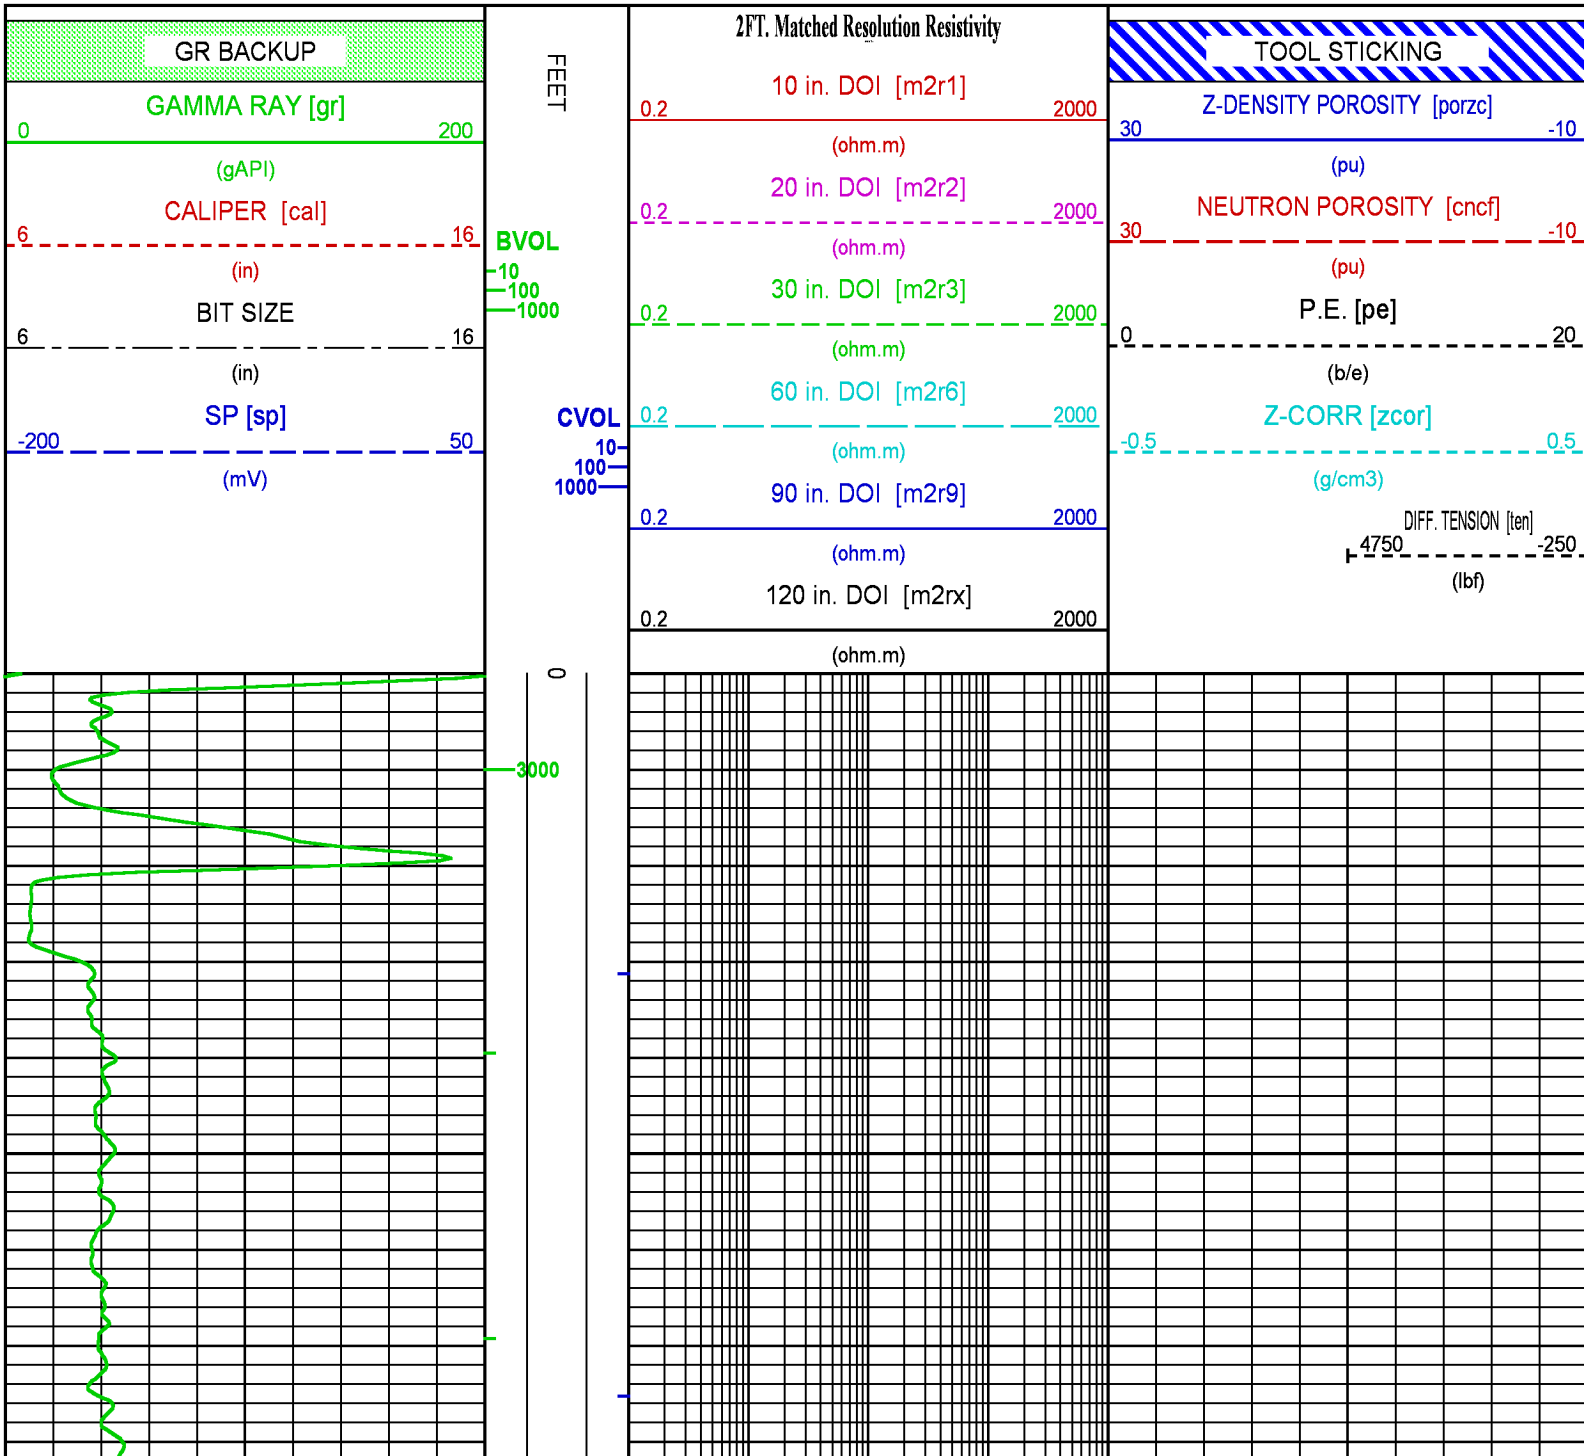 GR BACKUP
GAMMA RAY [gr]
0 200
(gAPI)
CALIPER [cal]
6 16
(in)
BIT SIZE
6 16
(in)
SP [sp]
-200 50
(mV)
FEET
BVOL
10
100
1000
CVOL
10
100
1000
2FT. Matched Resolution Resistivity
10 in. DOI [m2r1]
0.2 2000
(ohm.m)
20 in. DOI [m2r2]
0.2 2000
(ohm.m)
30 in. DOI [m2r3]
0.2 2000
(ohm.m)
60 in. DOI [m2r6]
0.2 2000
(ohm.m)
90 in. DOI [m2r9]
0.2 2000
(ohm.m)
120 in. DOI [m2rx]
0.2 2000
(ohm.m)
TOOL STICKING
Z-DENSITY POROSITY [porzc]
30 -10
(pu)
NEUTRON POROSITY [cncf]
30 -10
(pu)
P.E. [pe]
0 20
(b/e)
Z-CORR [zcor]
-0.5 0.5
(g/cm3)
DIFF. TENSION [ten]
4750 -250
(lbf)
0
3000